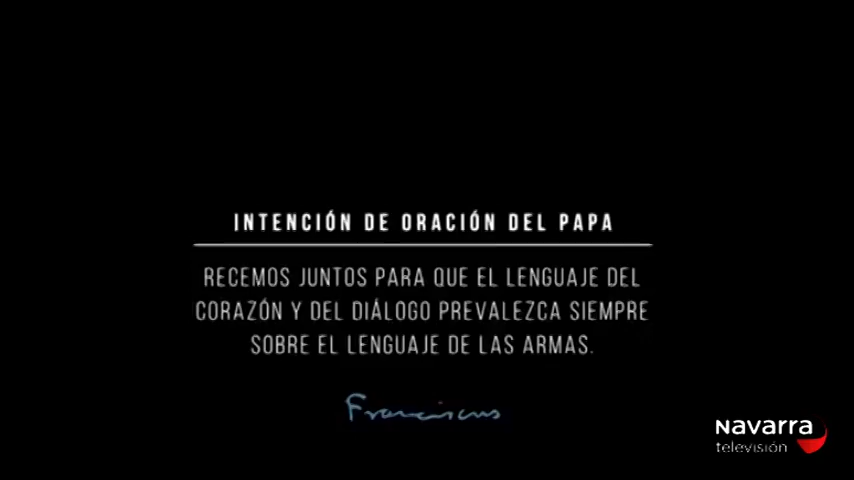 INTENCIÓN DE ORACIÓN DEL PAPA
RECEMOS JUNTOS PARA QUE EL LENGUAJE DEL
CORAZÓN Y DEL DIÁLOGO PREVALEZCA SIEMPRE
SOBRE EL LENGUAJE DE LAS ARMAS.
Franciscus
Navarra
televisión